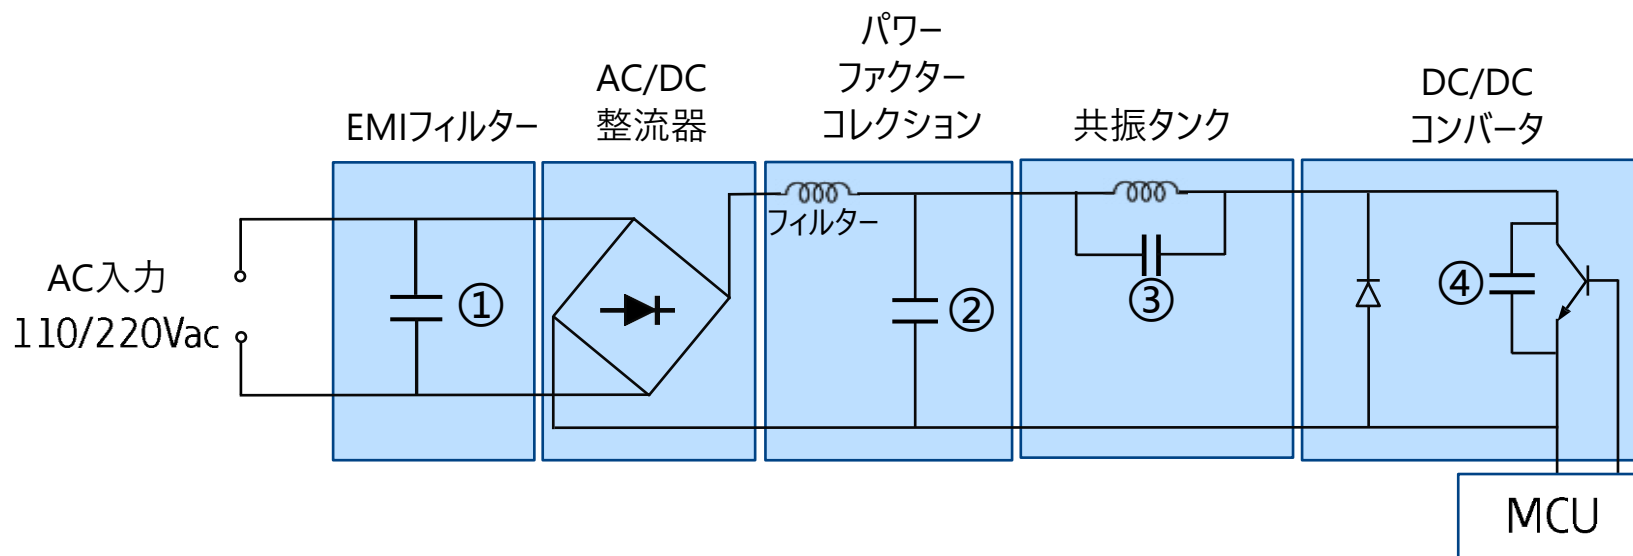 EMIフィルター
AC/DC
整流器
パワー
ファクター
コレクション
共振タンク
DC/DC
コンバータ
フィルター
AC入力
110/220Vac
①
②
③
④
MCU